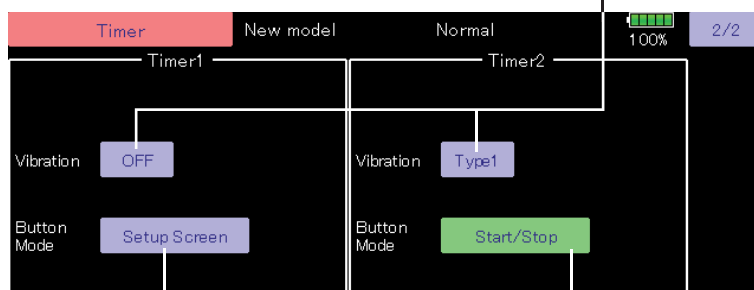 Timer New model Normal 100% 2/2
Timer1 Timer2
Vibration OFF Vibration Type1
Button Button
Mode Setup Screen Mode Start/Stop